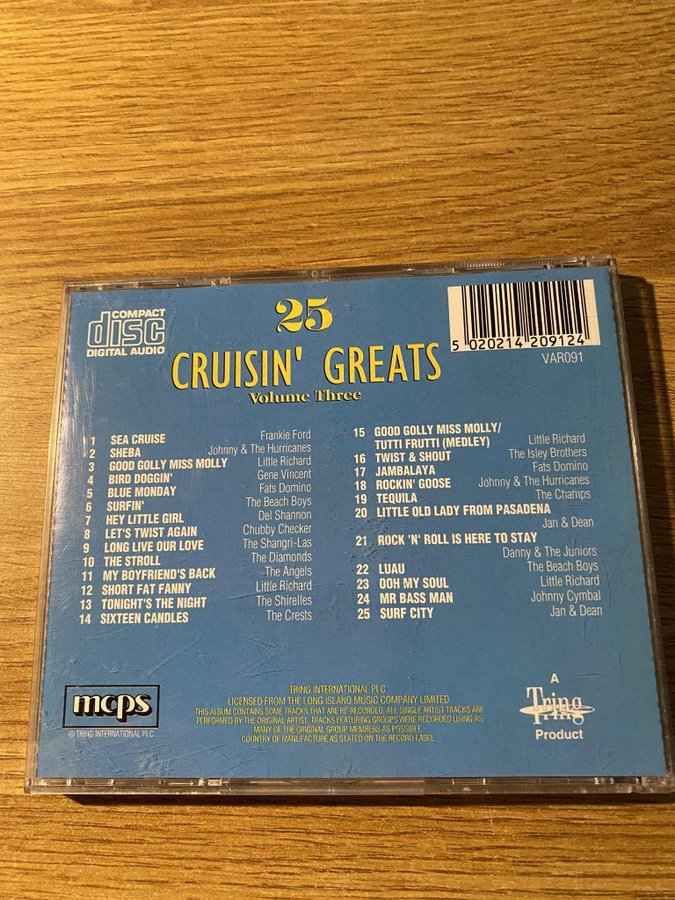 COMPACT
disc
DIGITAL AUDIO
25
CRUISIN' GREATS
Volume Three
5 020214 209124
VAR091
1 SEA CRUISE Frankie Ford
2 SHEBA Johnny & The Hurricanes
3 GOOD GOLLY MISS MOLLY Little Richard
4 BIRD DOGGIN' Gene Vincent
5 BLUE MONDAY Fats Domino
6 SURFIN' The Beach Boys
7 HEY LITTLE GIRL Del Shannon
8 LET'S TWIST AGAIN Chubby Checker
9 LONG LIVE OUR LOVE The Shangri-Las
10 THE STROLL The Diamonds
11 MY BOYFRIEND'S BACK The Angels
12 SHORT FAT FANNY Little Richard
13 TONIGHT'S THE NIGHT The Shirelles
14 SIXTEEN CANDLES The Crests
15 GOOD GOLLY MISS MOLLY/
TUTTI FRUTTI (MEDLEY) Little Richard
16 TWIST & SHOUT The Isley Brothers
17 JAMBALAYA Fats Domino
18 ROCKIN' GOOSE Johnny & The Hurricanes
19 TEQUILA The Champs
20 LITTLE OLD LADY FROM PASADENA
Jan & Dean
21 ROCK 'N' ROLL IS HERE TO STAY
Danny & The Juniors
22 LUAU The Beach Boys
23 OOH MY SOUL Little Richard
24 MR BASS MAN Johnny Cymbal
25 SURF CITY Jan & Dean
mcps
© TRING INTERNATIONAL PLC
TRING INTERNATIONAL PLC
LICENSED FROM THE LONG ISLAND MUSIC COMPANY LIMITED
THIS ALBUM CONTAINS SOME TRACKS THAT ARE RE-RECORDED. ALL SINGLE ARTIST TRACKS ARE
PERFORMED BY THE ORIGINAL ARTIST. TRACKS FEATURING GROUPS WERE RECORDED USING AS
MANY OF THE ORIGINAL GROUP MEMBERS AS POSSIBLE.
COUNTRY OF MANUFACTURE AS STATED ON THE RECORD LABEL.
A
Tring
Product